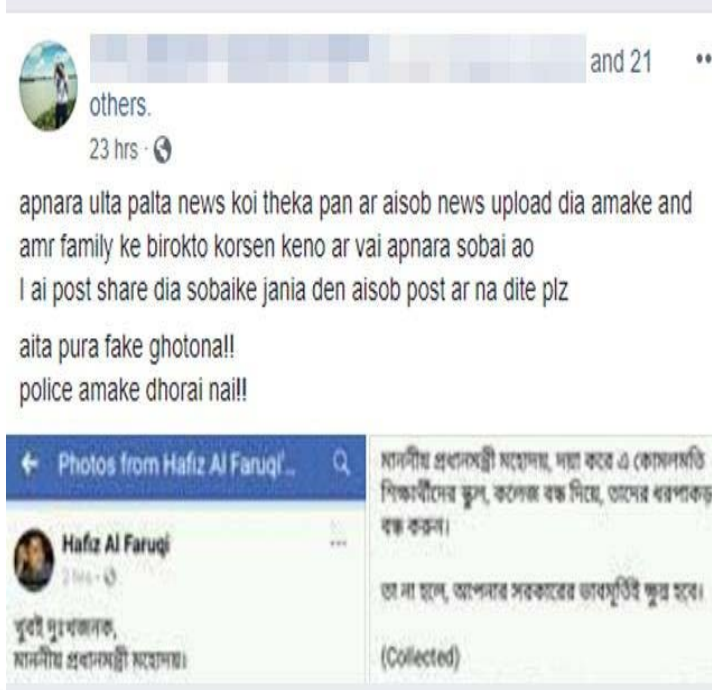 and 21
others.
23 hrs ·
apnara ulta palta news koi theka pan ar aisob news upload dia amake and
amr family ke birokto korsen keno ar vai apnara sobai ao
I ai post share dia sobaike jania den aisob post ar na dite plz
aita pura fake ghotona!!
police amake dhorai nai!!
Photos from Hafiz Al Faruqi'...
Hafiz Al Faruqi
খুবই দুঃখজনক,
মাননীয় প্রধানমন্ত্রী মহোদয়।
মাননীয় প্রধানমন্ত্রী মহোদয়, দয়া করে এ কোমলমতি
শিক্ষার্থীদের স্কুল, কলেজ বন্ধ দিয়ে, তাদের ধরপাকড়
বন্ধ করুন।
তা না হলে, আপনার সরকারের ভাবমূর্তিই ক্ষুন্ন হবে।
(Collected)